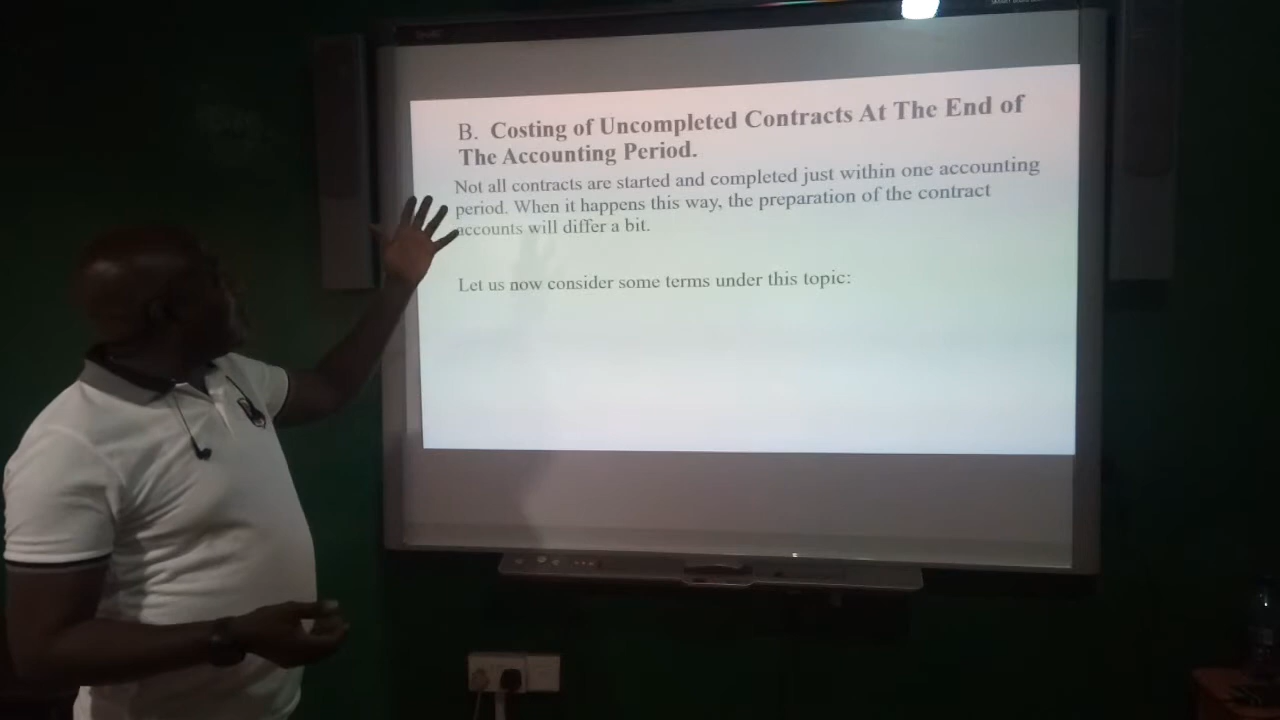 B. Costing of Uncompleted Contracts At The End of
The Accounting Period.
Not all contracts are started and completed just within one accounting
period. When it happens this way, the preparation of the contract
accounts will differ a bit.
Let us now consider some terms under this topic: